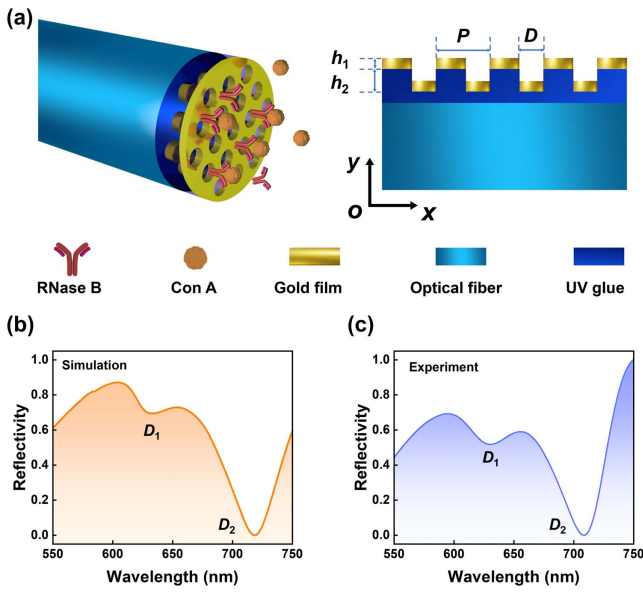 (a)
P
D
h1
h2
y
o
x
RNase B
Con A
Gold film
Optical fiber
UV glue
(b)
(c)
1.0
Simulation
0.8
0.6
0.4
0.2
0.0
Reflectivity
D1
D2
550
600
650
700
750
Wavelength (nm)
1.0
Experiment
0.8
0.6
0.4
0.2
0.0
Reflectivity
D1
D2
550
600
650
700
750
Wavelength (nm)